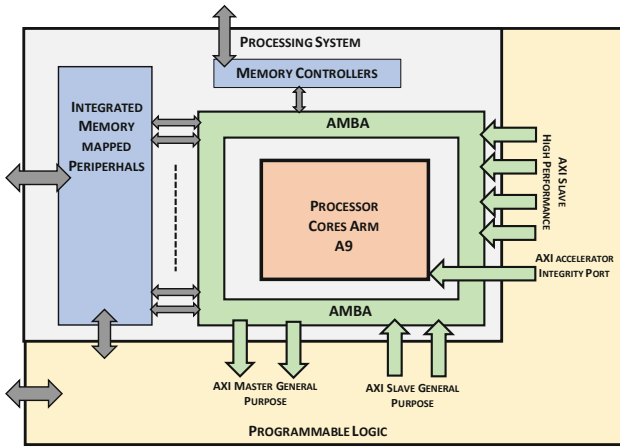 PROCESSING SYSTEM
MEMORY CONTROLLERS
INTEGRATED
MEMORY
MAPPED
PERIPERHALS
AMBA
PROCESSOR
CORES ARM
A9
AXI SLAVE
HIGH PERFORMANCE
AXI ACCELERATOR
INTEGRITY PORT
AMBA
AXI MASTER GENERAL
PURPOSE
AXI SLAVE GENERAL
PURPOSE
PROGRAMMABLE LOGIC